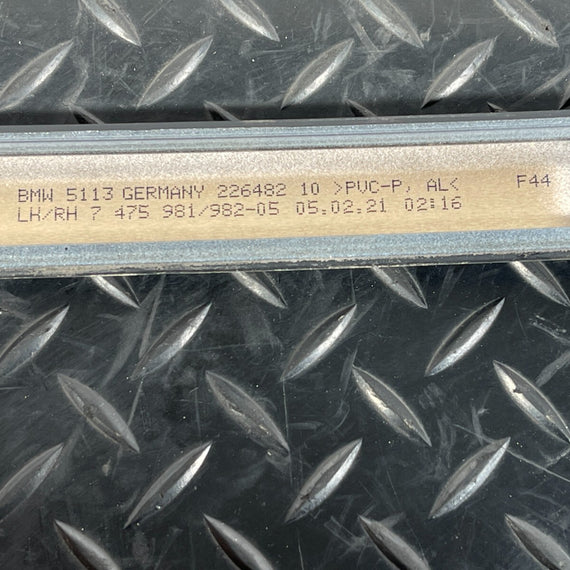 BMW 5113 GERMANY 226482 10 >PVC-P, AL< F44
LH/RH 7 475 981/982-05 05.02.21 02:16